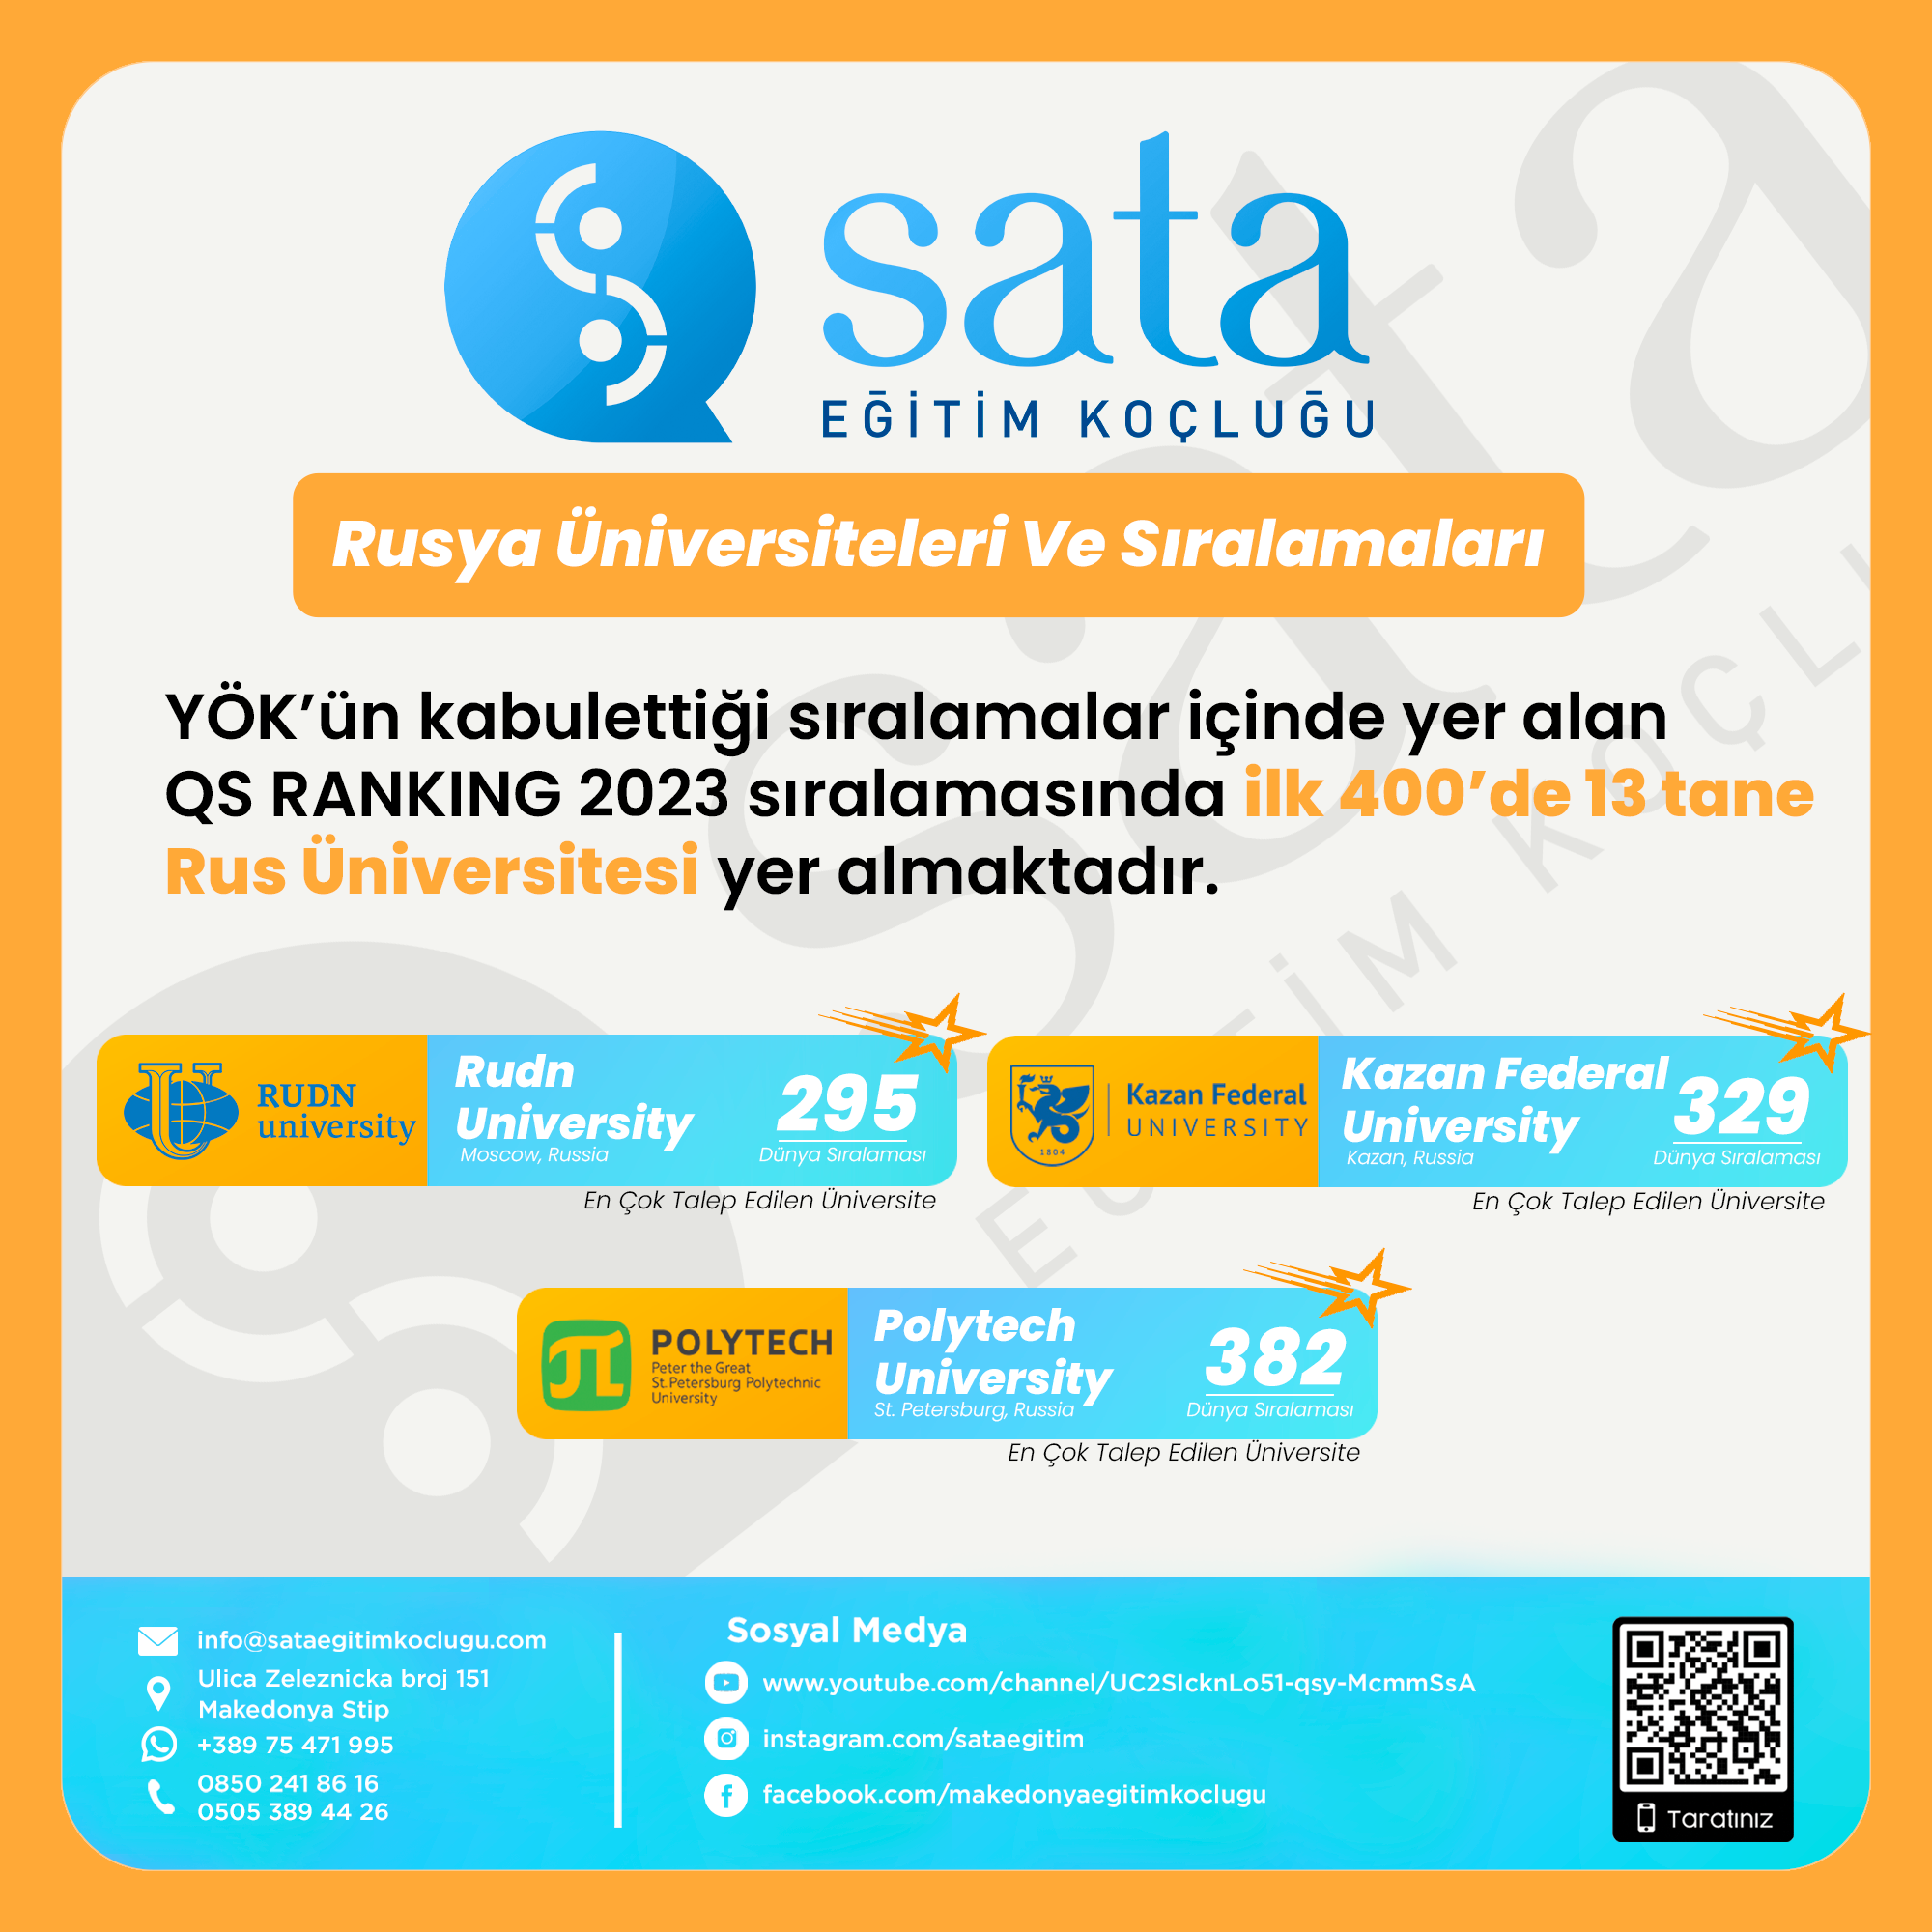 sata
EĞİTİM KOÇLUĞU
Rusya Üniversiteleri Ve Sıralamaları
YÖK’ün kabulettiği sıralamalar içinde yer alan
QS RANKING 2023 sıralamasında ilk 400’de 13 tane
Rus Üniversitesi yer almaktadır.
RUDN
university
Rudn
University
Moscow, Russia
295
Dünya Sıralaması
En Çok Talep Edilen Üniversite
1804
Kazan Federal
UNIVERSITY
Kazan Federal
University
Kazan, Russia
329
Dünya Sıralaması
En Çok Talep Edilen Üniversite
POLYTECH
Peter the Great
St.Petersburg Polytechnic
University
Polytech
University
St. Petersburg, Russia
382
Dünya Sıralaması
En Çok Talep Edilen Üniversite
info@sataegitimkoclugu.com
Ulica Zeleznicka broj 151
Makedonya Stip
+389 75 471 995
0850 241 86 16
0505 389 44 26
Sosyal Medya
www.youtube.com/channel/UC2SIcknLo51-qsy-McmmSsA
instagram.com/sataegitim
facebook.com/makedonyaegitimkoclugu
Taratınız